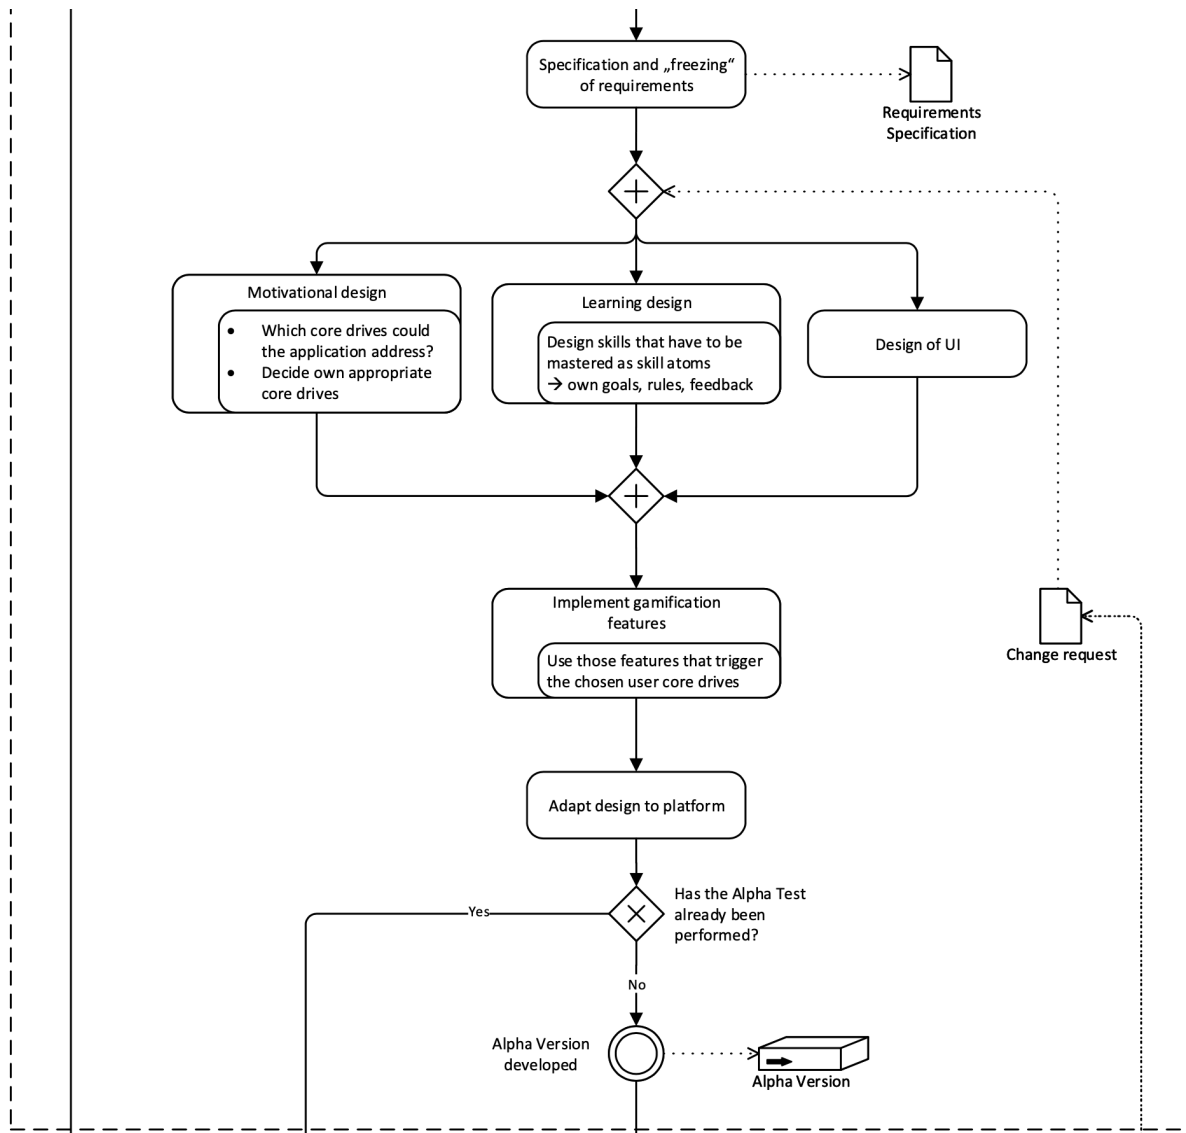 Specification and „freezing“
of requirements
Requirements
Specification
Motivational design
• Which core drives could
the application address?
• Decide own appropriate
core drives
Learning design
Design skills that have to be
mastered as skill atoms
→ own goals, rules, feedback
Design of UI
Implement gamification
features
Use those features that trigger
the chosen user core drives
Change request
Adapt design to platform
Has the Alpha Test
already been
performed?
Yes
No
Alpha Version
developed
Alpha Version